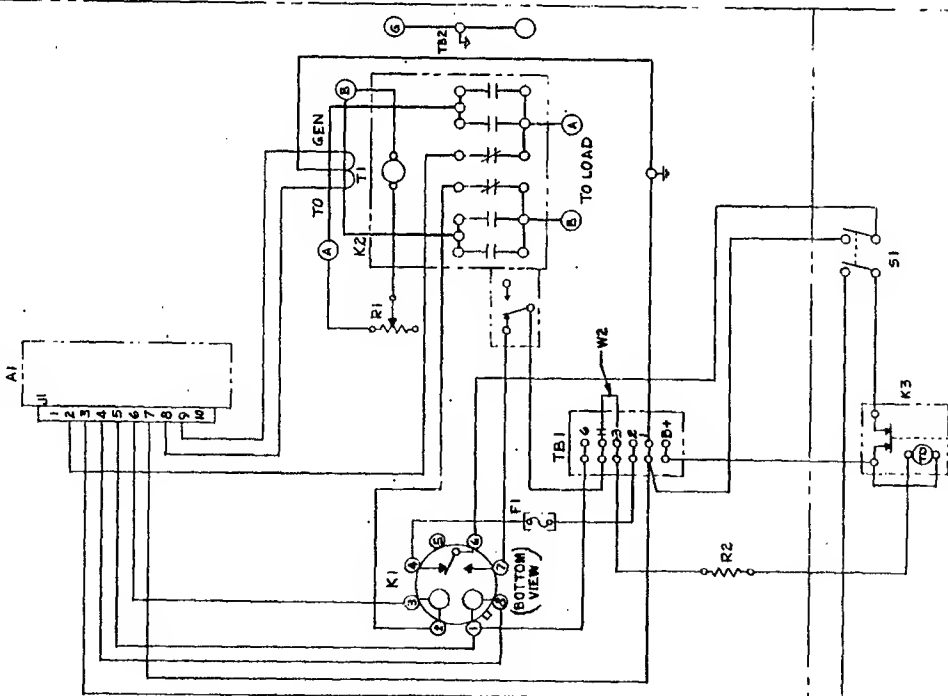 G
TB2
B
GEN
TO
T1
A
K2
A
TO LOAD
B
R1
A1
J1
1
2
3
4
5
6
7
8
9
10
S1
W2
TB1
6
4
3
2
1
B+
K3
TD
F1
K1
5
4
6
3
7
2
8
1
(BOTTOM VIEW)
R2